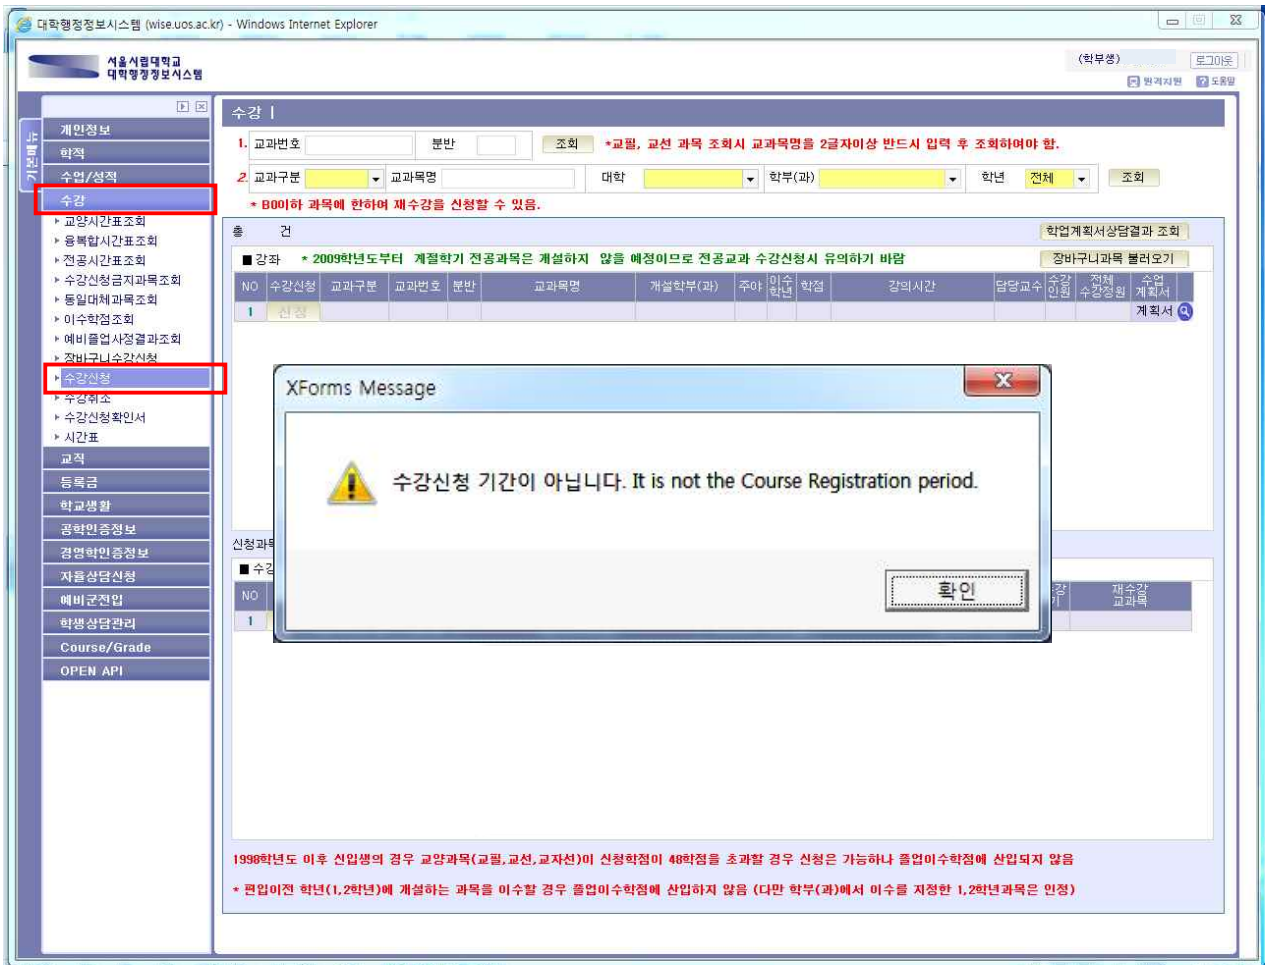 대학행정정보시스템 (wise.uos.ac.kr) - Windows Internet Explorer
서울시립대학교
대학행정정보시스템
(학부생) 로그아웃
원격지원 도움말
기본메뉴
개인정보
학적
수업/성적
수강
교양시간표조회
융복합시간표조회
전공시간표조회
수강신청금지과목조회
동일대체과목조회
이수학점조회
예비졸업사정결과조회
장바구니수강신청
수강신청
수강취소
수강신청확인서
시간표
교직
등록금
학교생활
공학인증정보
경영학인증정보
자율상담신청
예비군전입
학생상담관리
Course/Grade
OPEN API
수강 |
1. 교과번호 분반 조회 *교필, 교선 과목 조회시 교과목명을 2글자이상 반드시 입력 후 조회하여야 함.
2. 교과구분 교과목명 대학 학부(과) 학년 전체 조회
* B0이하 과목에 한하여 재수강을 신청할 수 있음.
총 건 학업계획서상담결과 조회
■ 강좌 * 2009학년도부터 계절학기 전공과목은 개설하지 않을 예정이므로 전공교과 수강신청시 유의하기 바람 장바구니과목 불러오기
NO 수강신청 교과구분 교과번호 분반 교과목명 개설학부(과) 주야 이수학년 학점 강의시간 담당교수 수강인원 전체수강정원 수업계획서
1 신청 계획서
XForms Message
수강신청 기간이 아닙니다. It is not the Course Registration period.
확인
신청과목
■ 수강
NO 재수강교과목
1
1998학년도 이후 신입생의 경우 교양과목(교필,교선,교자선)이 신청학점이 48학점을 초과할 경우 신청은 가능하나 졸업이수학점에 산입되지 않음
* 편입이전 학년(1,2학년)에 개설하는 과목을 이수할 경우 졸업이수학점에 산입하지 않음 (다만 학부(과)에서 이수를 지정한 1,2학년과목은 인정)